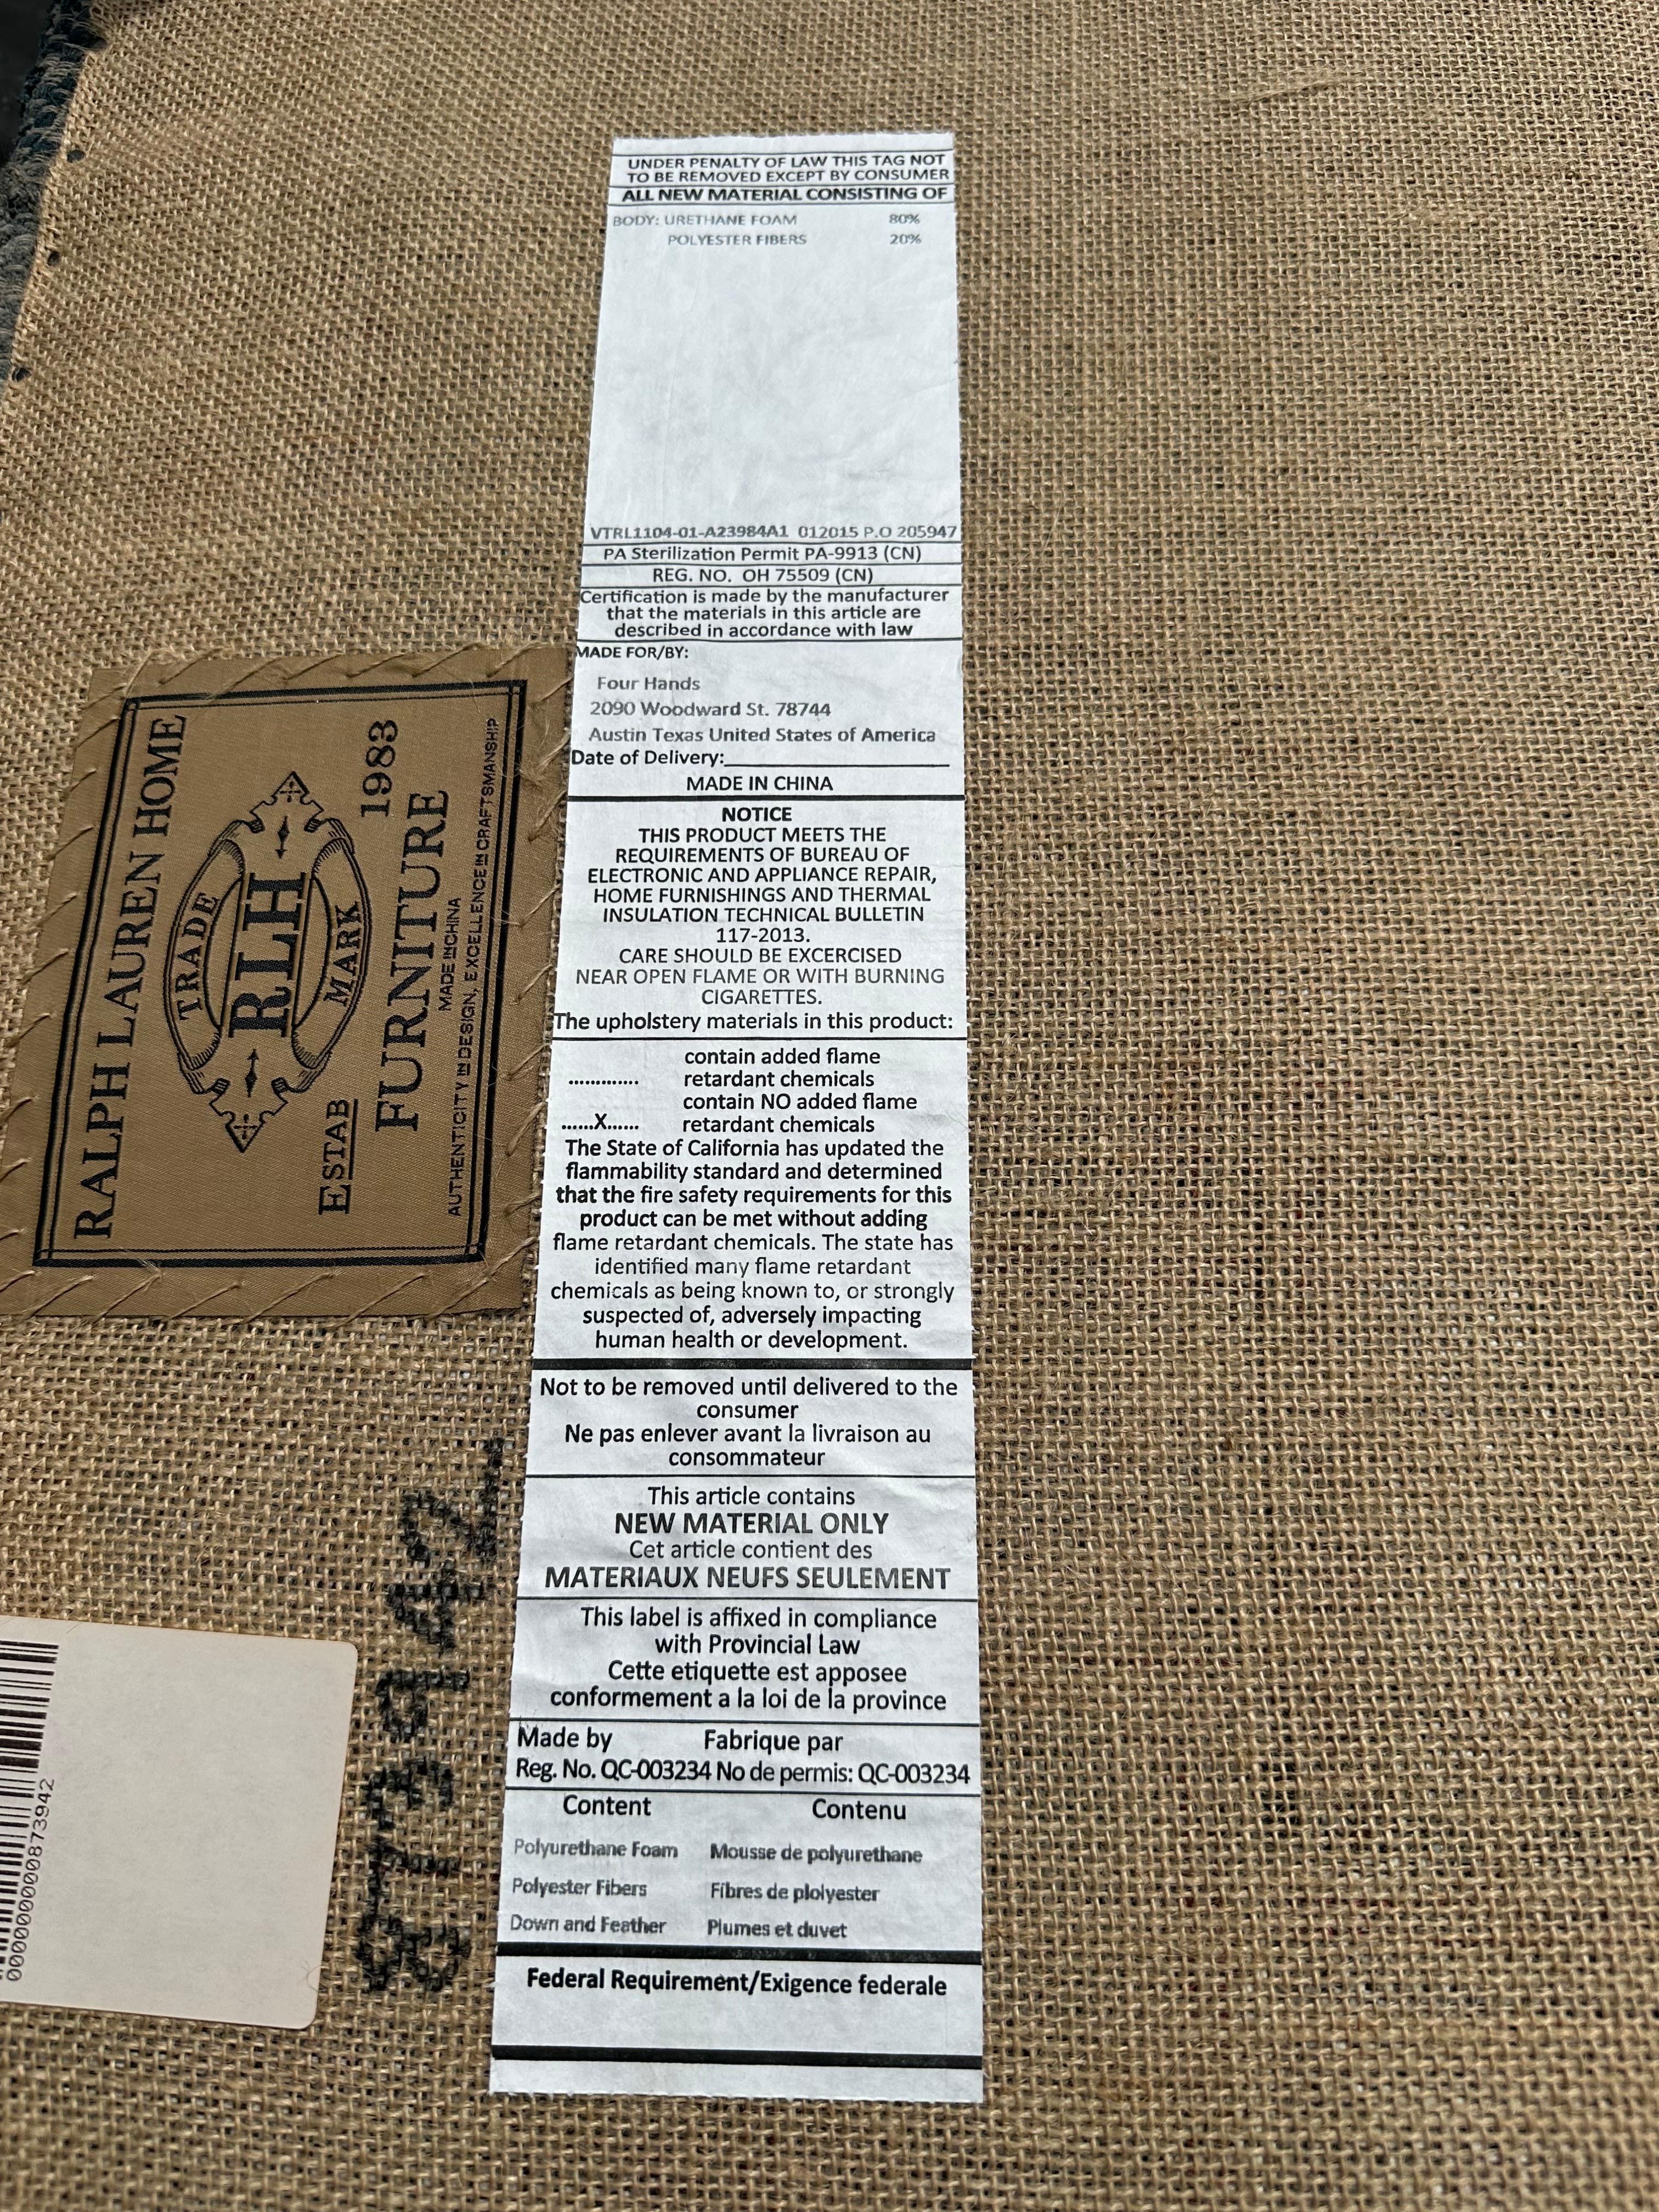 UNDER PENALTY OF LAW THIS TAG NOT
TO BE REMOVED EXCEPT BY CONSUMER
ALL NEW MATERIAL CONSISTING OF
BODY: URETHANE FOAM 80%
POLYESTER FIBERS 20%
VTRL1104-01-A23984A1 012015 P.O 205947
PA Sterilization Permit PA-9913 (CN)
REG. NO. OH 75509 (CN)
Certification is made by the manufacturer
that the materials in this article are
described in accordance with law
MADE FOR/BY:
Four Hands
2090 Woodward St. 78744
Austin Texas United States of America
Date of Delivery:
MADE IN CHINA
NOTICE
THIS PRODUCT MEETS THE
REQUIREMENTS OF BUREAU OF
ELECTRONIC AND APPLIANCE REPAIR,
HOME FURNISHINGS AND THERMAL
INSULATION TECHNICAL BULLETIN
117-2013.
CARE SHOULD BE EXCERCISED
NEAR OPEN FLAME OR WITH BURNING
CIGARETTES.
The upholstery materials in this product:
contain added flame
............. retardant chemicals
contain NO added flame
......X...... retardant chemicals
The State of California has updated the
flammability standard and determined
that the fire safety requirements for this
product can be met without adding
flame retardant chemicals. The state has
identified many flame retardant
chemicals as being known to, or strongly
suspected of, adversely impacting
human health or development.
Not to be removed until delivered to the
consumer
Ne pas enlever avant la livraison au
consommateur
This article contains
NEW MATERIAL ONLY
Cet article contient des
MATERIAUX NEUFS SEULEMENT
This label is affixed in compliance
with Provincial Law
Cette etiquette est apposee
conformement a la loi de la province
Made by Fabrique par
Reg. No. QC-003234 No de permis: QC-003234
Content Contenu
Polyurethane Foam Mousse de polyurethane
Polyester Fibers Fibres de plolyester
Down and Feather Plumes et duvet
Federal Requirement/Exigence federale
RALPH LAUREN HOME
TRADE
RLH
MARK
ESTAB 1983
FURNITURE
MADE IN CHINA
AUTHENTICITY IN DESIGN, EXCELLENCE IN CRAFTSMANSHIP
873942
000000000000873942